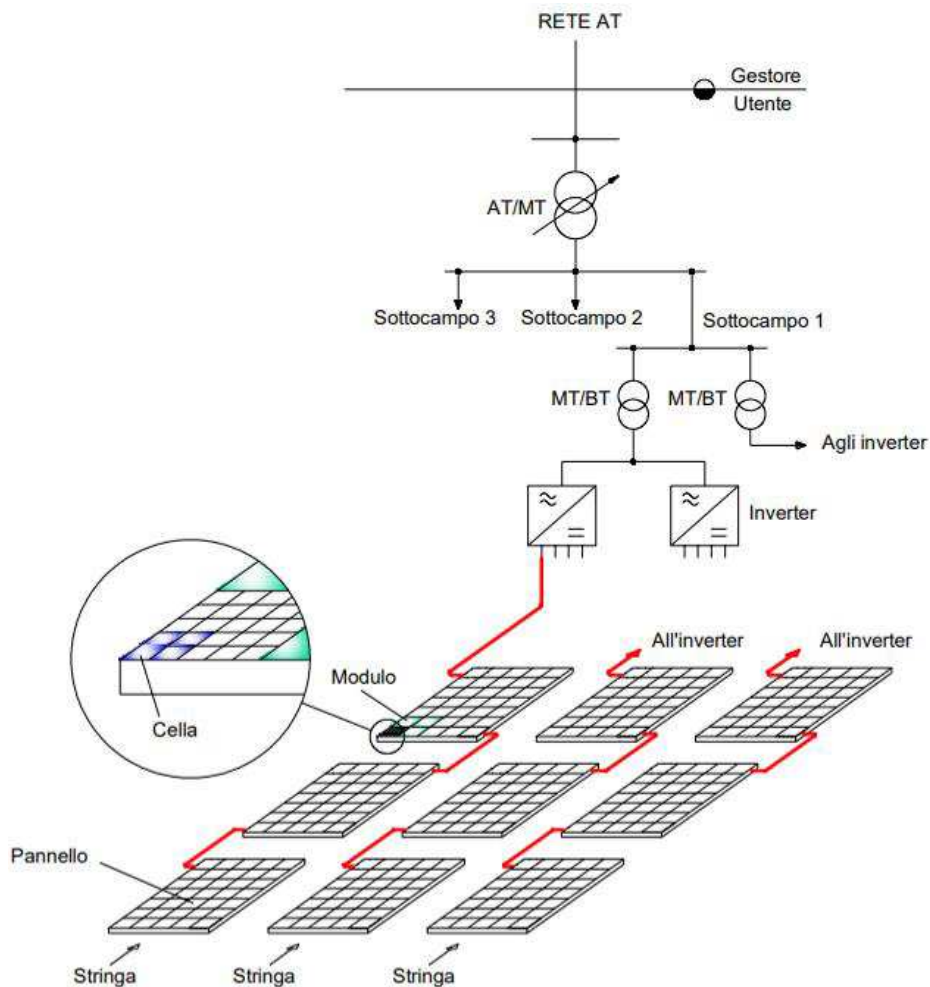 RETE AT
Gestore
Utente
AT/MT
Sottocampo 3
Sottocampo 2
Sottocampo 1
MT/BT
MT/BT
Agli inverter
Inverter
All'inverter
All'inverter
Modulo
Cella
Pannello
Stringa
Stringa
Stringa